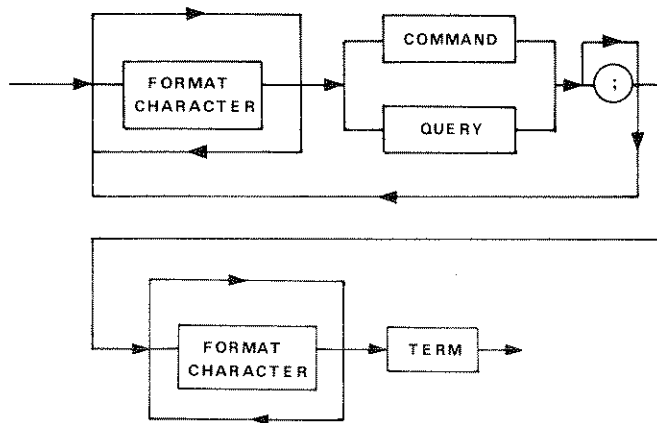 COMMAND
FORMAT
CHARACTER
;
QUERY
FORMAT
CHARACTER
TERM